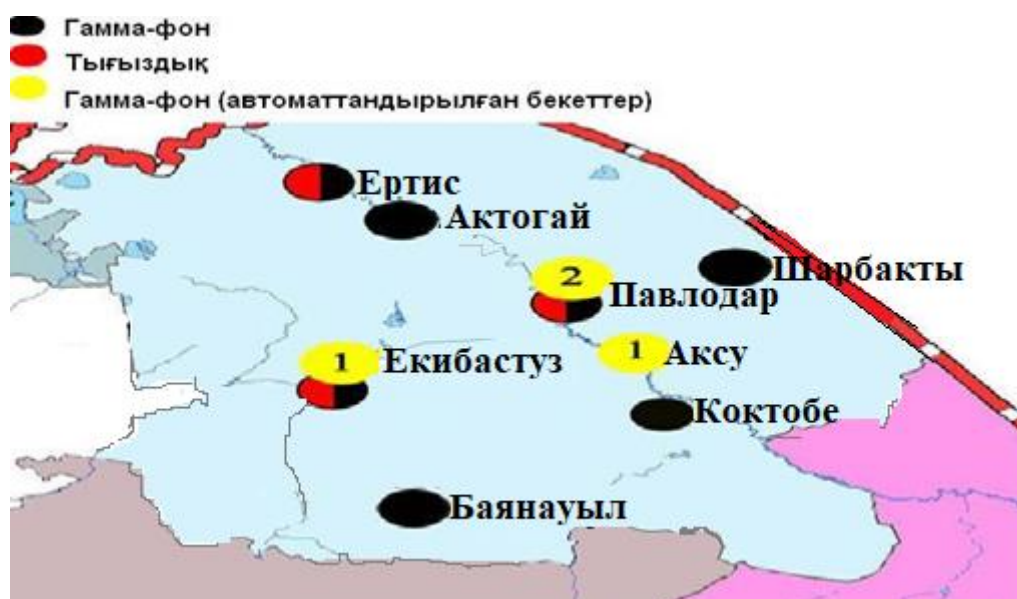 Гамма-фон
Тығыздық
Гамма-фон (автоматтандырылған бекеттер)
Ертис
Актогай
Шарбакты
2
Павлодар
1
Екибастуз
1
Аксу
Коктобе
Баянауыл